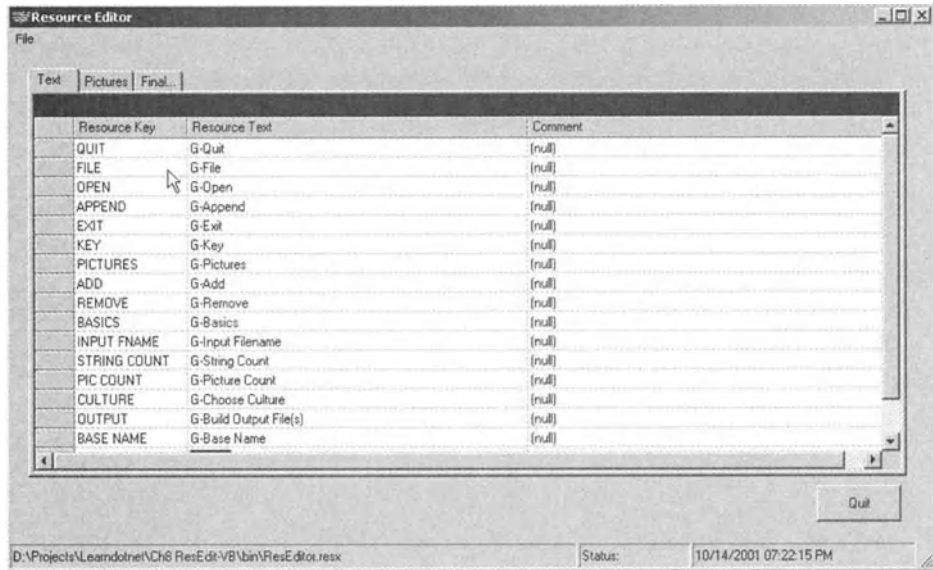 Resource Editor
File
Text Pictures Final...
Resource Key Resource Text Comment
QUIT G-Quit (null)
FILE G-File (null)
OPEN G-Open (null)
APPEND G-Append (null)
EXIT G-Exit (null)
KEY G-Key (null)
PICTURES G-Pictures (null)
ADD G-Add (null)
REMOVE G-Remove (null)
BASICS G-Basics (null)
INPUT FNAME G-Input Filename (null)
STRING COUNT G-String Count (null)
PIC COUNT G-Picture Count (null)
CULTURE G-Choose Culture (null)
OUTPUT G-Build Output File(s) (null)
BASE NAME G-Base Name (null)
Quit
D:\Projects\Learndotnet\Ch8 ResEdit-VB\bin\ResEditor.resx Status: 10/14/2001 07:22:15 PM